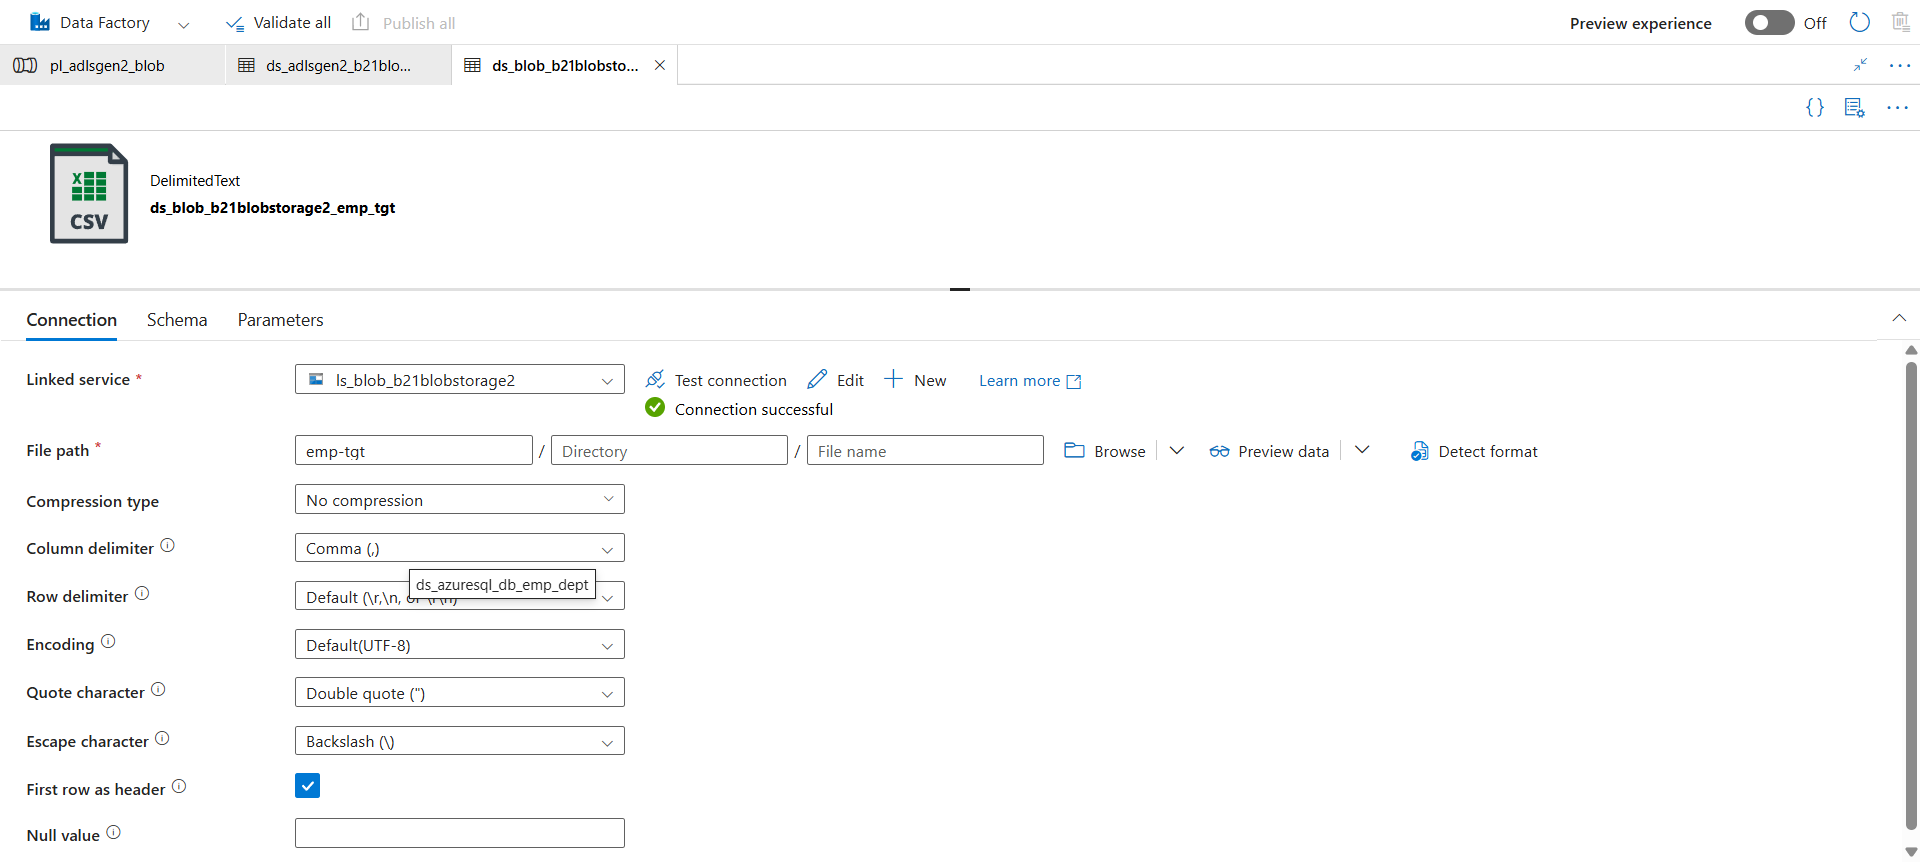 Data Factory Validate all Publish all Preview experience Off
pl_adlsgen2_blob ds_adlsgen2_b21blo... ds_blob_b21blobsto...
{}
X
CSV
DelimitedText
ds_blob_b21blobstorage2_emp_tgt
Connection Schema Parameters
Linked service * ls_blob_b21blobstorage2 Test connection Edit New Learn more
Connection successful
File path * emp-tgt / Directory / File name Browse Preview data Detect format
Compression type No compression
Column delimiter Comma (,)
ds_azuresql_db_emp_dept
Row delimiter Default (\r,\n, or \r\n)
Encoding Default(UTF-8)
Quote character Double quote (")
Escape character Backslash (\)
First row as header
Null value